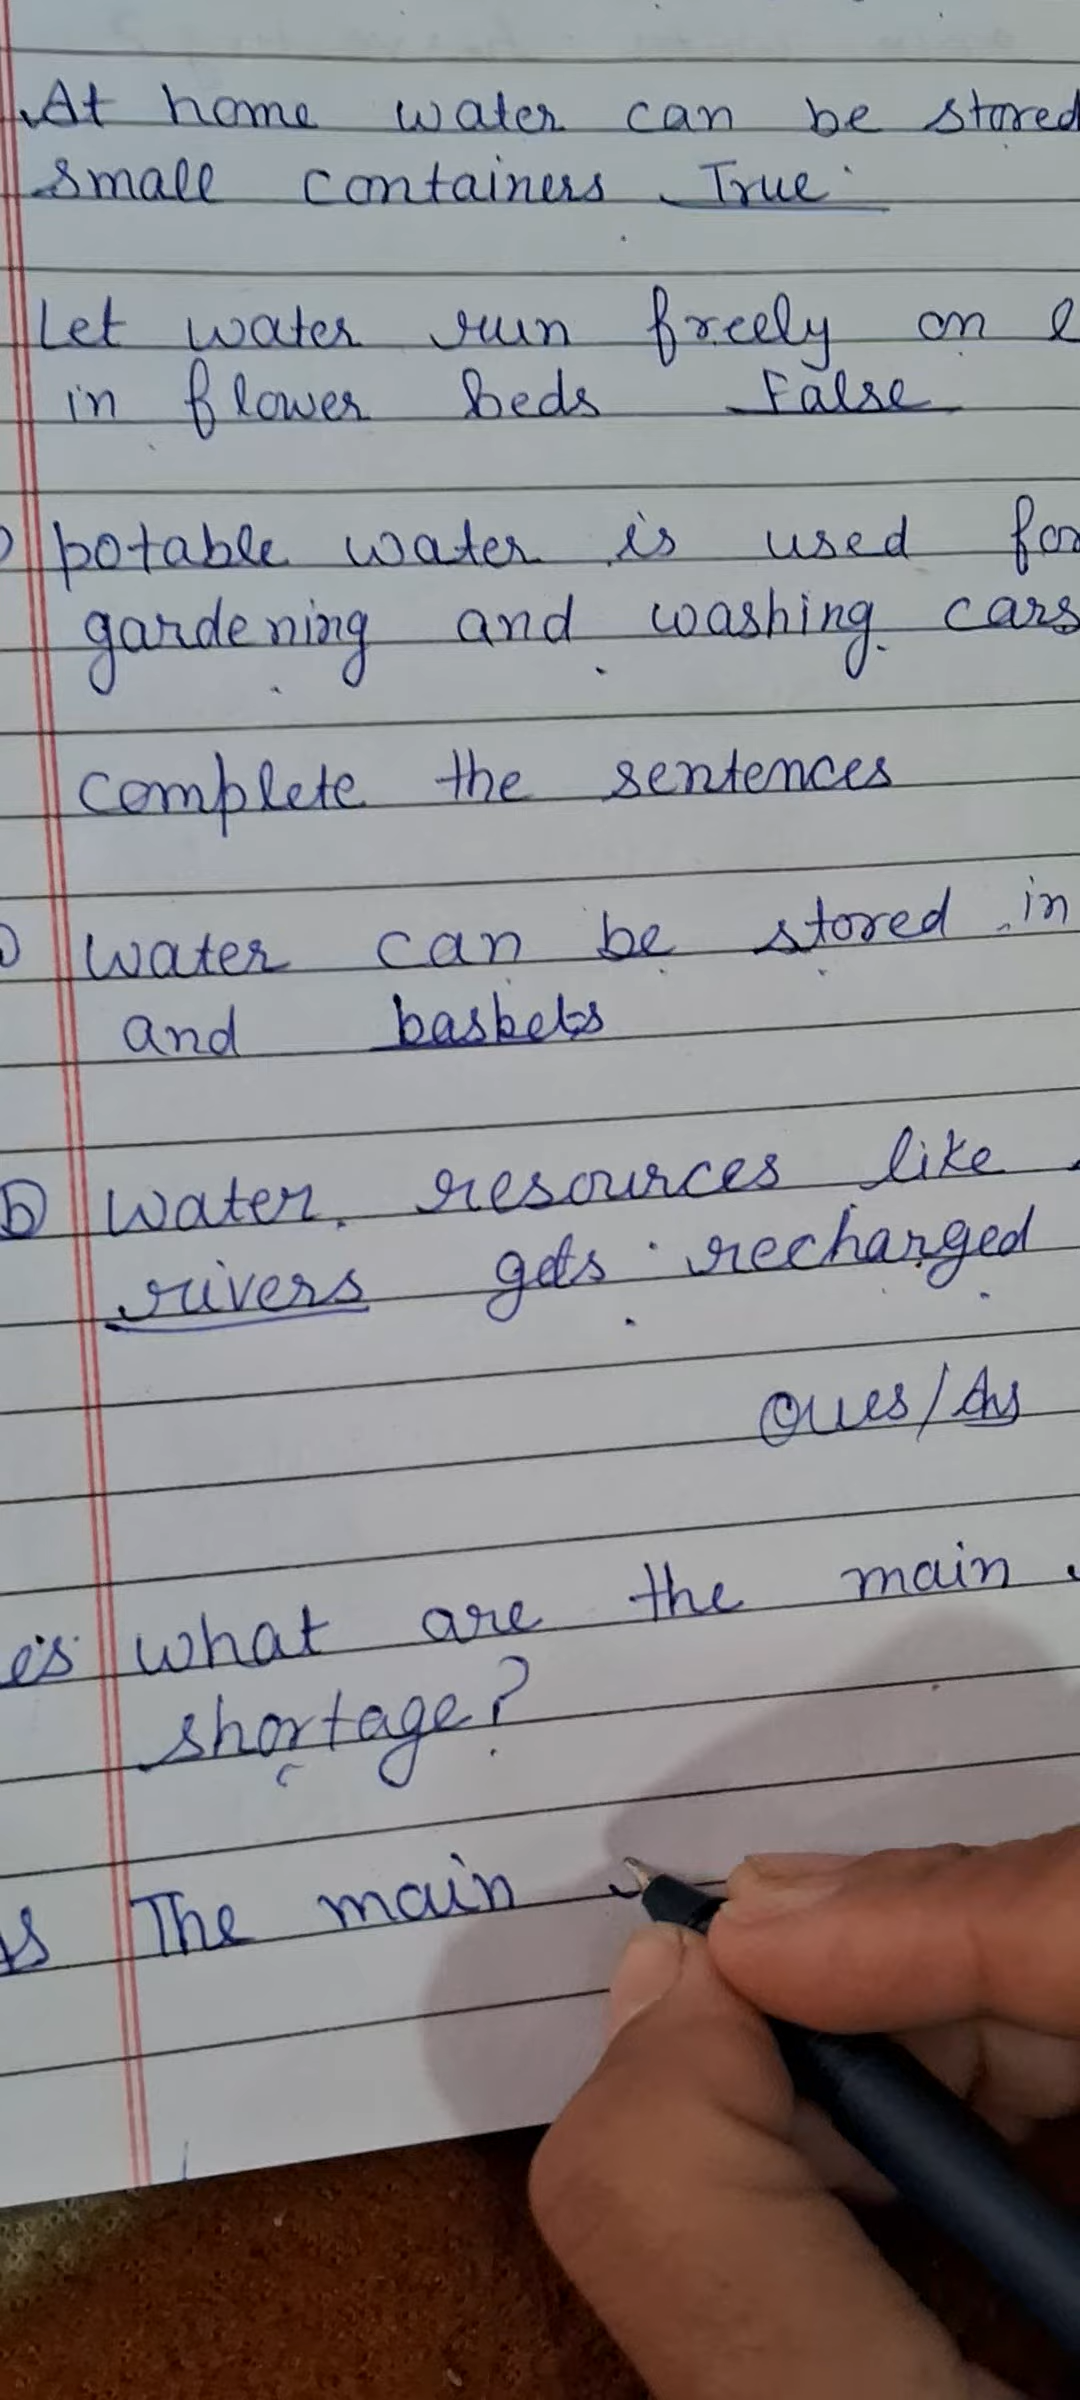 At home water can be stored
small containers True
Let water run freely on
in flower beds False
potable water is used for
gardening and washing cars
complete the sentences
water can be stored in
and baskets
b water resources like
rivers gets recharged
Ques/Ans
es what are the main
shortage?
s The main